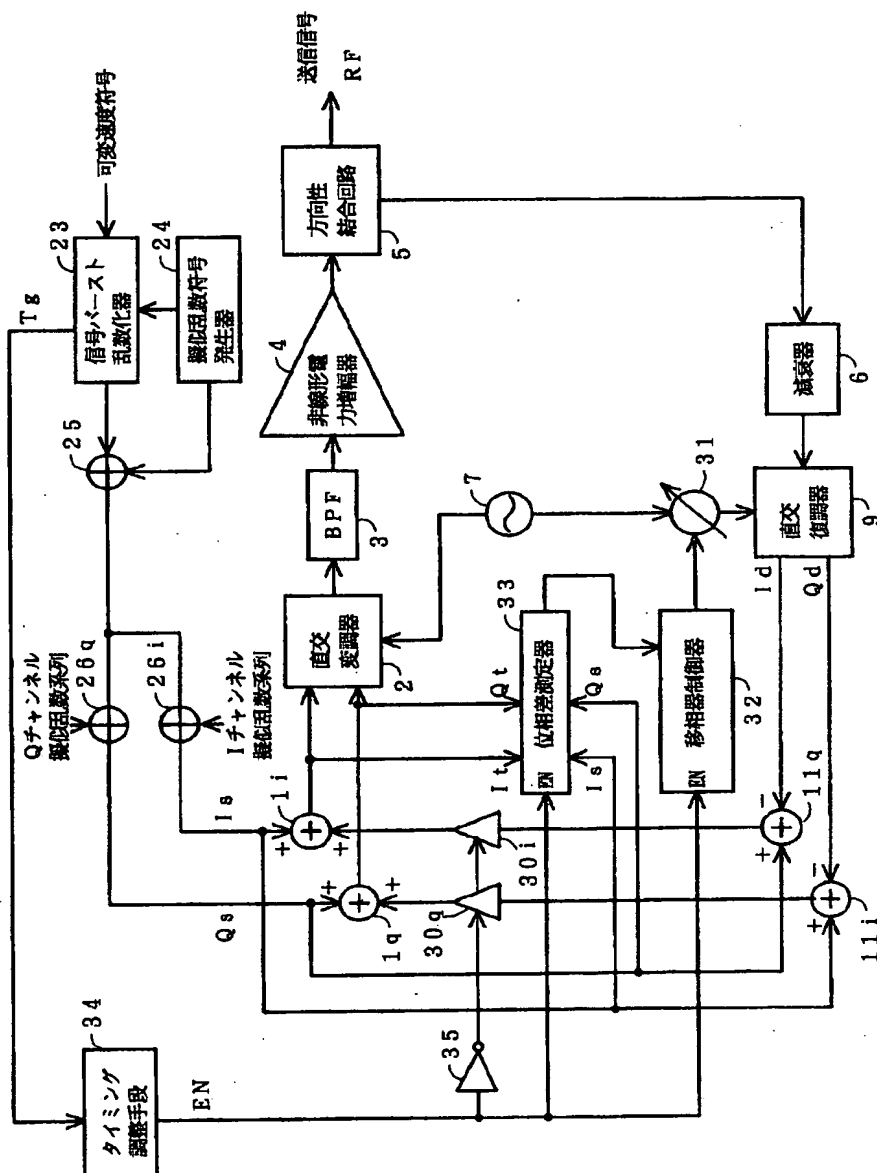 可変速度符号
23
信号バースト
乱数化器
Tg
24
擬似乱数符号
発生器
25
送信信号
RF
方向性
結合回路
5
4
非線形電
力増幅器
BPF
3
直交
変調器
2
7
減衰器
6
31
直交
復調器
9
Id
Qd
Qチャンネル
擬似乱数系列
26q
26i
Iチャンネル
擬似乱数系列
Is
Qs
+
1i
+
+
+
1q
+
+
It
Qt
33
EN 位相差測定器
Is
Qs
EN 移相器制御器
32
30i
30q
+
-
+
11q
+
-
+
11i
34
タイミング
調整手段
EN
35